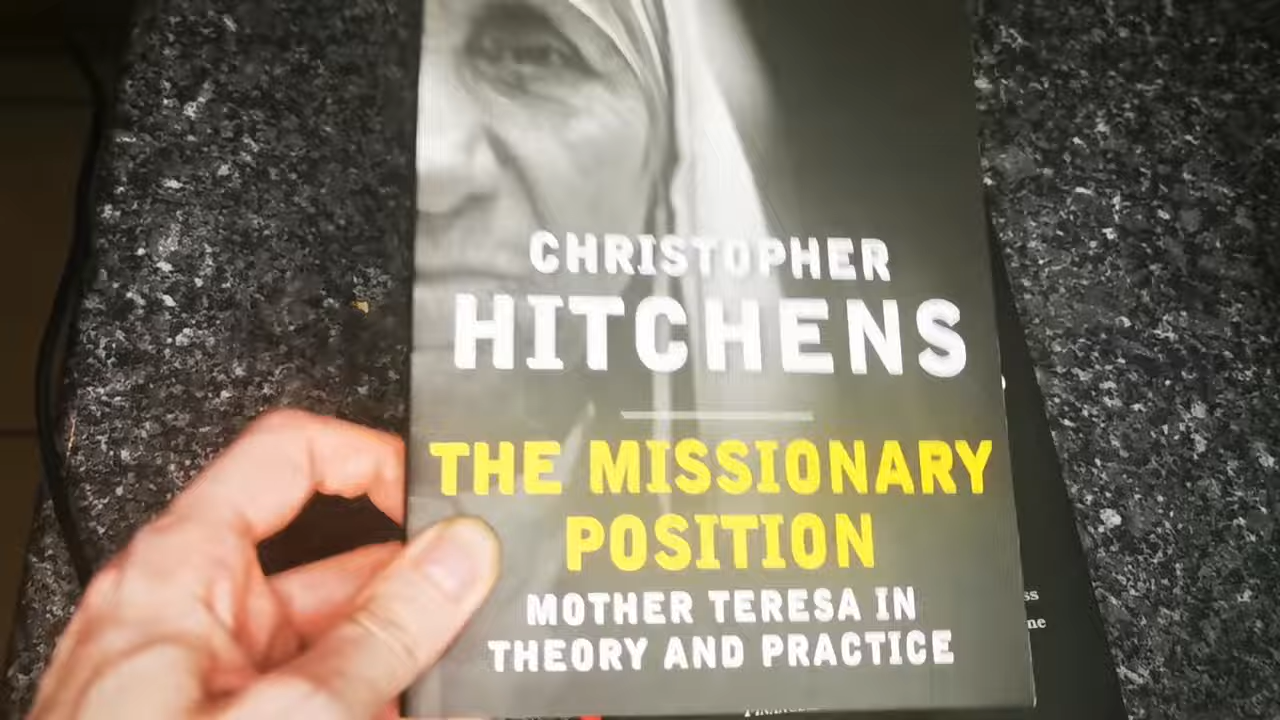 CHRISTOPHER
HITCHENS
THE MISSIONARY
POSITION
MOTHER TERESA IN
THEORY AND PRACTICE